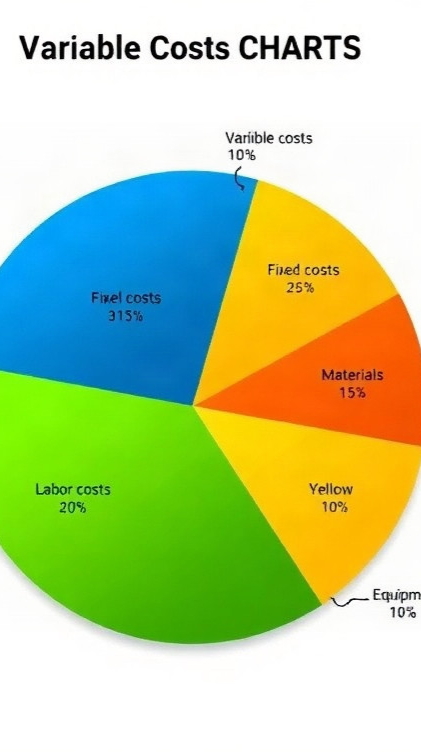 Variable Costs CHARTS
Variible costs
10%
Fixed costs
25%
Fixel costs
315%
Materials
15%
Labor costs
20%
Yellow
10%
Equipm
10%